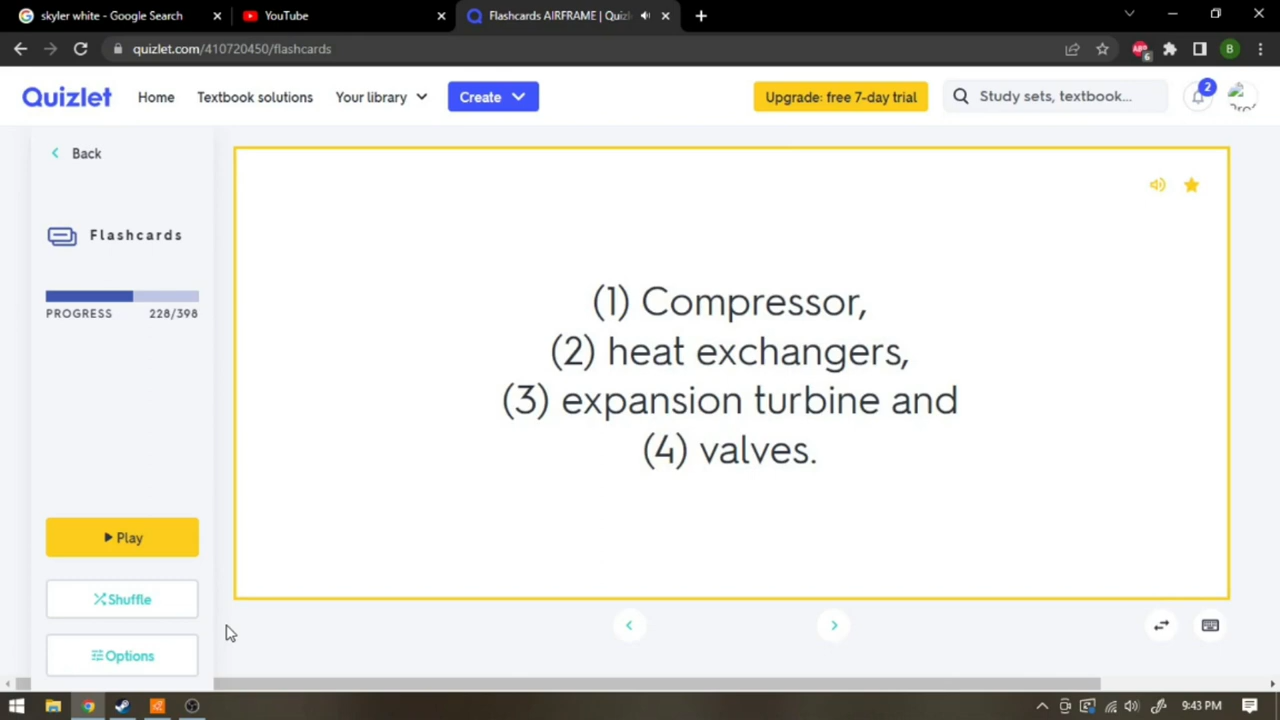 skyler white - Google Search
YouTube
Flashcards AIRFRAME | Quizl
quizlet.com/410720450/flashcards
6
B
Quizlet
Home
Textbook solutions
Your library
Create
Upgrade: free 7-day trial
Study sets, textbook...
2
Back
Flashcards
PROGRESS 228/398
(1) Compressor,
(2) heat exchangers,
(3) expansion turbine and
(4) valves.
Play
Shuffle
Options
9:43 PM